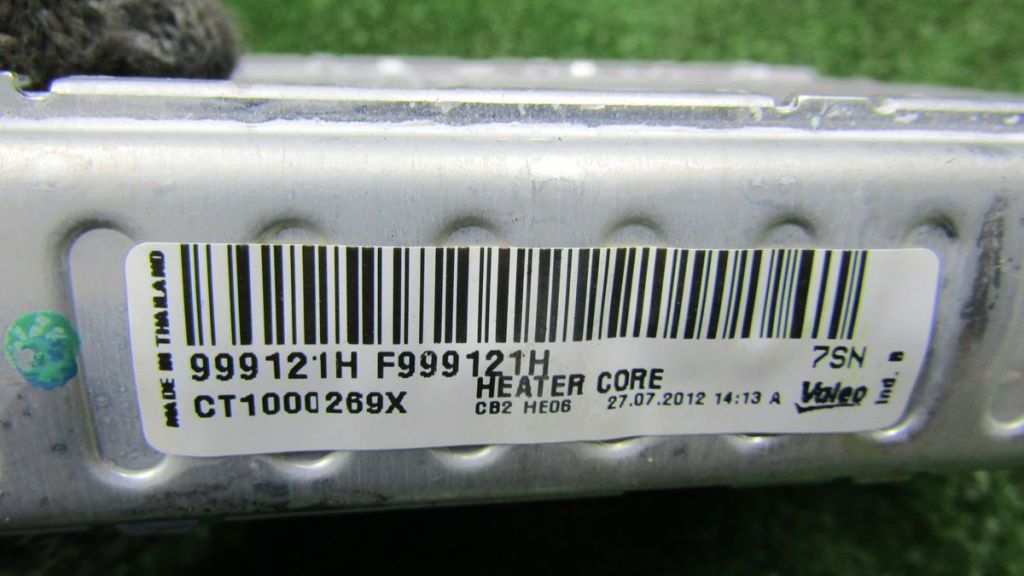 MADE IN THAILAND
999121H F999121H
7SN
HEATER CORE
CT1000269X
CB2 HE06 27.07.2012 14:13 A
Valeo
Ind. B